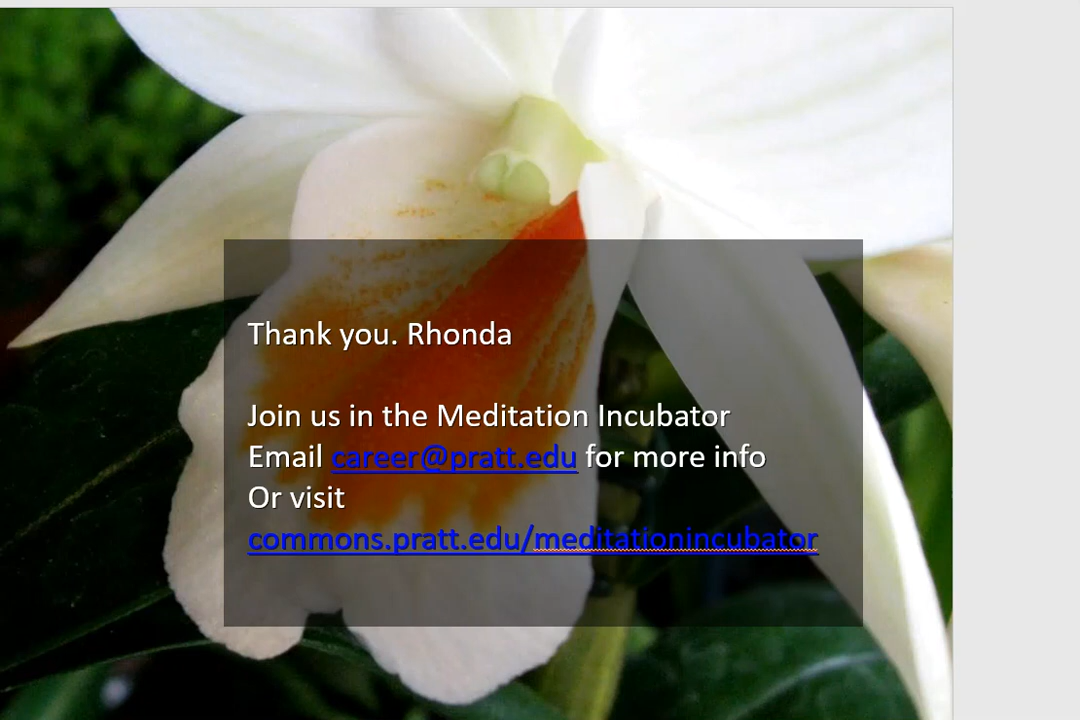 Thank you. Rhonda
Join us in the Meditation Incubator
Email career@pratt.edu for more info
Or visit
commons.pratt.edu/meditationincubator